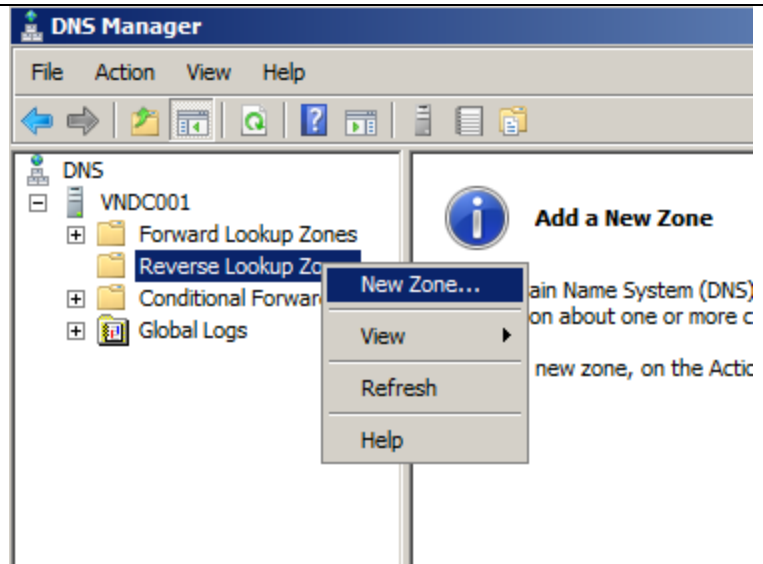 DNS Manager
File Action View Help
DNS
VNDC001
Forward Lookup Zones
Reverse Lookup Zo
Conditional Forwar
Global Logs
New Zone...
View
Refresh
Help
Add a New Zone
ain Name System (DNS)
on about one or more c
new zone, on the Actio